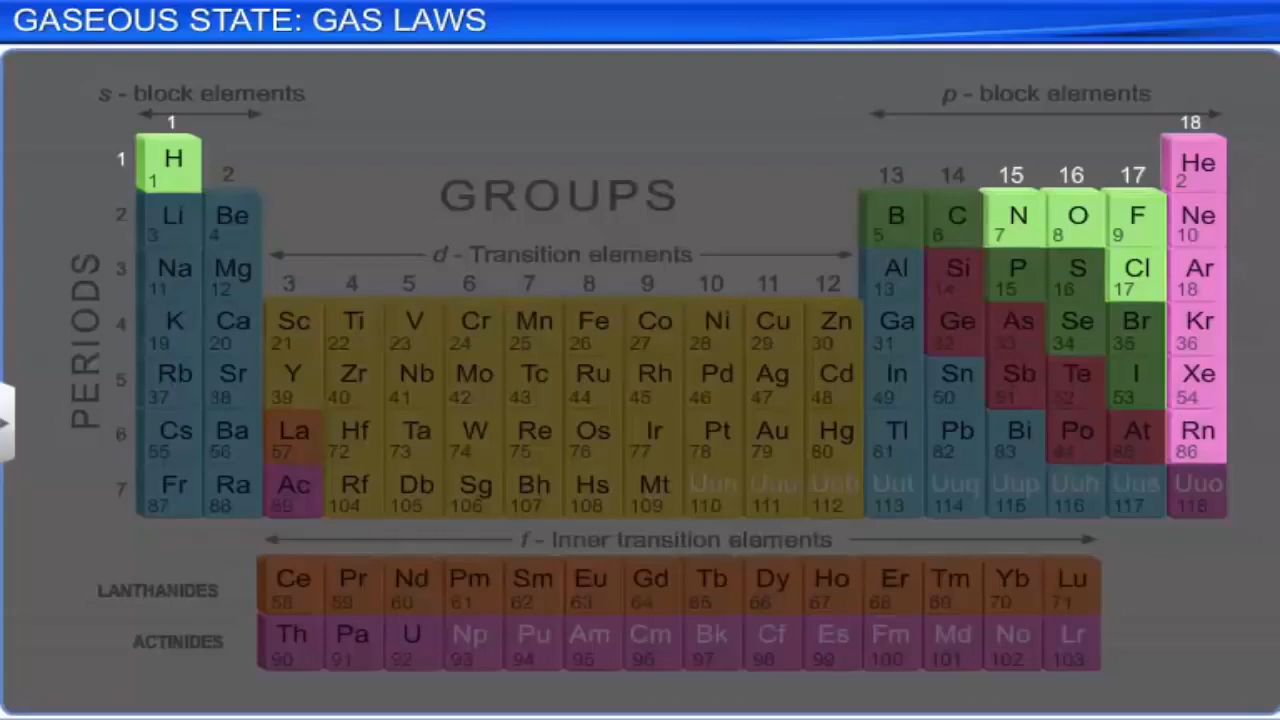 GASEOUS STATE: GAS LAWS
s - block elements
p - block elements
1
18
1 H He
1 2
2 13 14 15 16 17
GROUPS
2 Li Be B C N O F Ne
3 4 5 6 7 8 9 10
d - Transition elements
3 Na Mg Al Si P S Cl Ar
11 12 13 14 15 16 17 18
3 4 5 6 7 8 9 10 11 12
4 K Ca Sc Ti V Cr Mn Fe Co Ni Cu Zn Ga Ge As Se Br Kr
19 20 21 22 23 24 25 26 27 28 29 30 31 32 33 34 35 36
PERIODS
5 Rb Sr Y Zr Nb Mo Tc Ru Rh Pd Ag Cd In Sn Sb Te I Xe
37 38 39 40 41 42 43 44 45 46 47 48 49 50 51 52 53 54
6 Cs Ba La Hf Ta W Re Os Ir Pt Au Hg Tl Pb Bi Po At Rn
55 56 57 72 73 74 75 76 77 78 79 80 81 82 83 84 85 86
7 Fr Ra Ac Rf Db Sg Bh Hs Mt Uun Uuu Uub Uut Uuq Uup Uuh Uus Uuo
87 88 89 104 105 106 107 108 109 110 111 112 113 114 115 116 117 118
f - Inner transition elements
LANTHANIDES Ce Pr Nd Pm Sm Eu Gd Tb Dy Ho Er Tm Yb Lu
58 59 60 61 62 63 64 65 66 67 68 69 70 71
ACTINIDES Th Pa U Np Pu Am Cm Bk Cf Es Fm Md No Lr
90 91 92 93 94 95 96 97 98 99 100 101 102 103